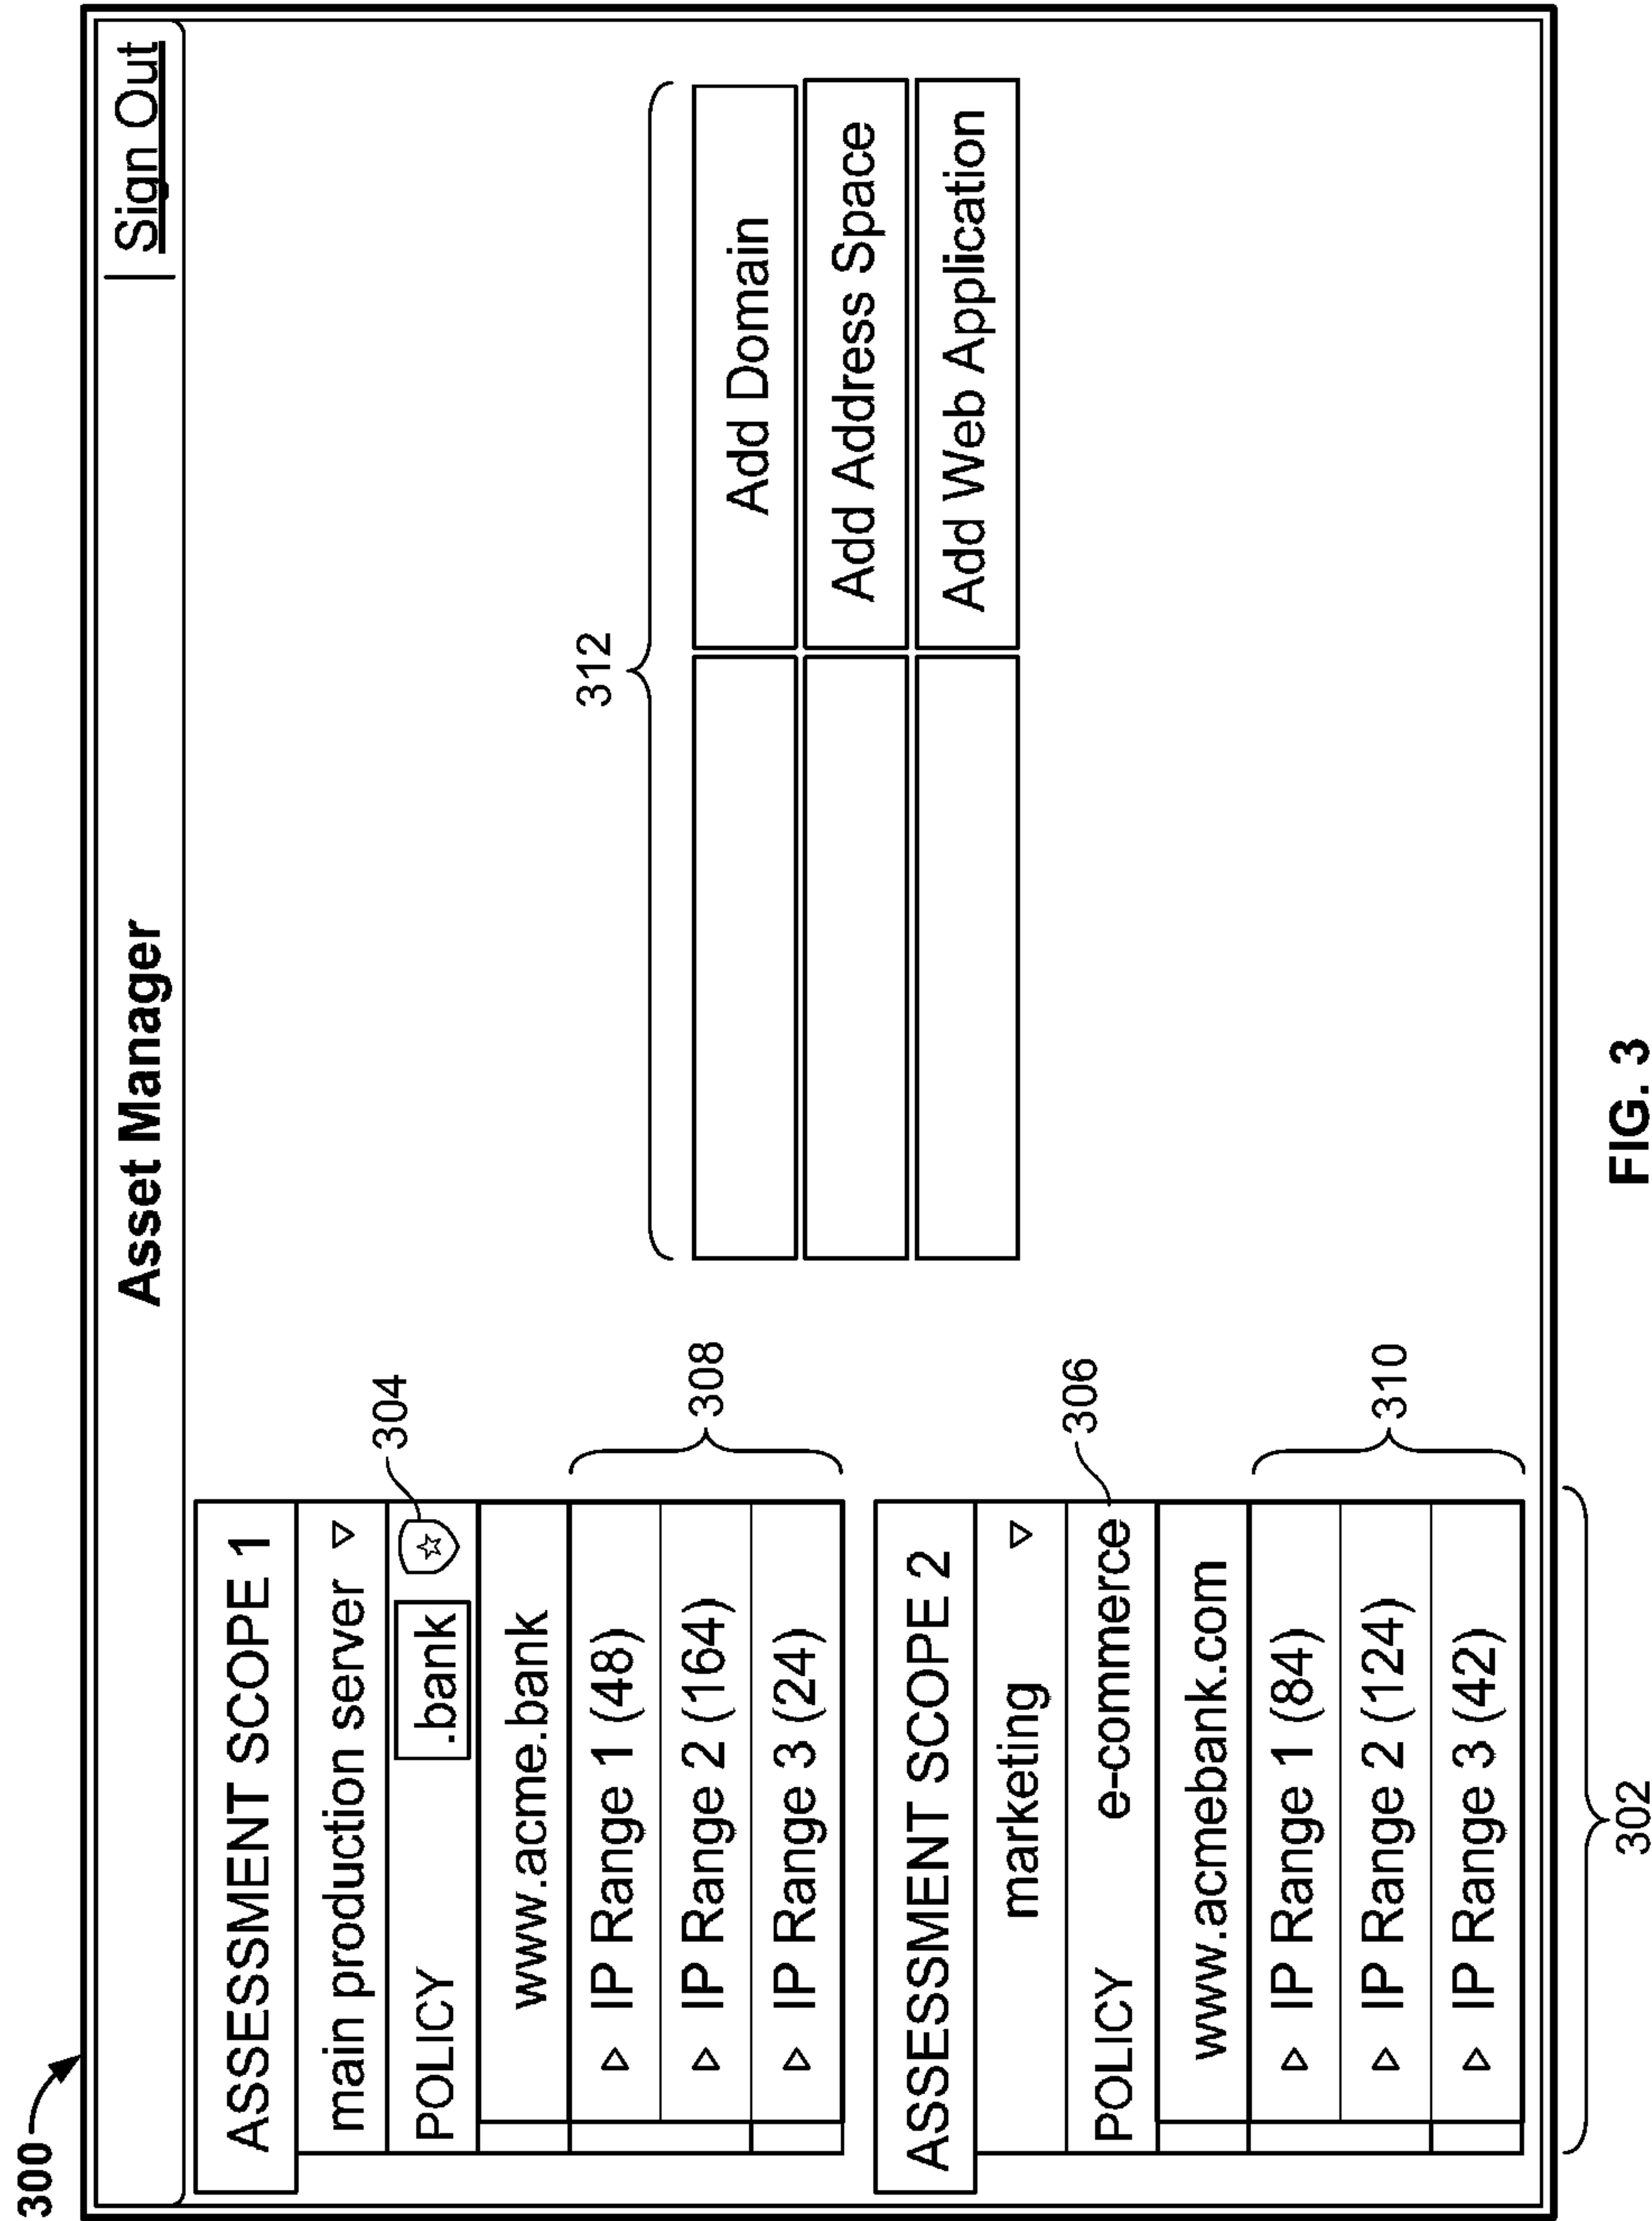 300
Asset Manager
Sign Out
ASSESSMENT SCOPE 1
main production server
304
POLICY .bank
www.acme.bank
IP Range 1 (48)
IP Range 2 (164)
IP Range 3 (24)
308
ASSESSMENT SCOPE 2
marketing
306
POLICY e-commerce
www.acmebank.com
IP Range 1 (84)
IP Range 2 (124)
IP Range 3 (42)
310
302
312
Add Domain
Add Address Space
Add Web Application
FIG. 3